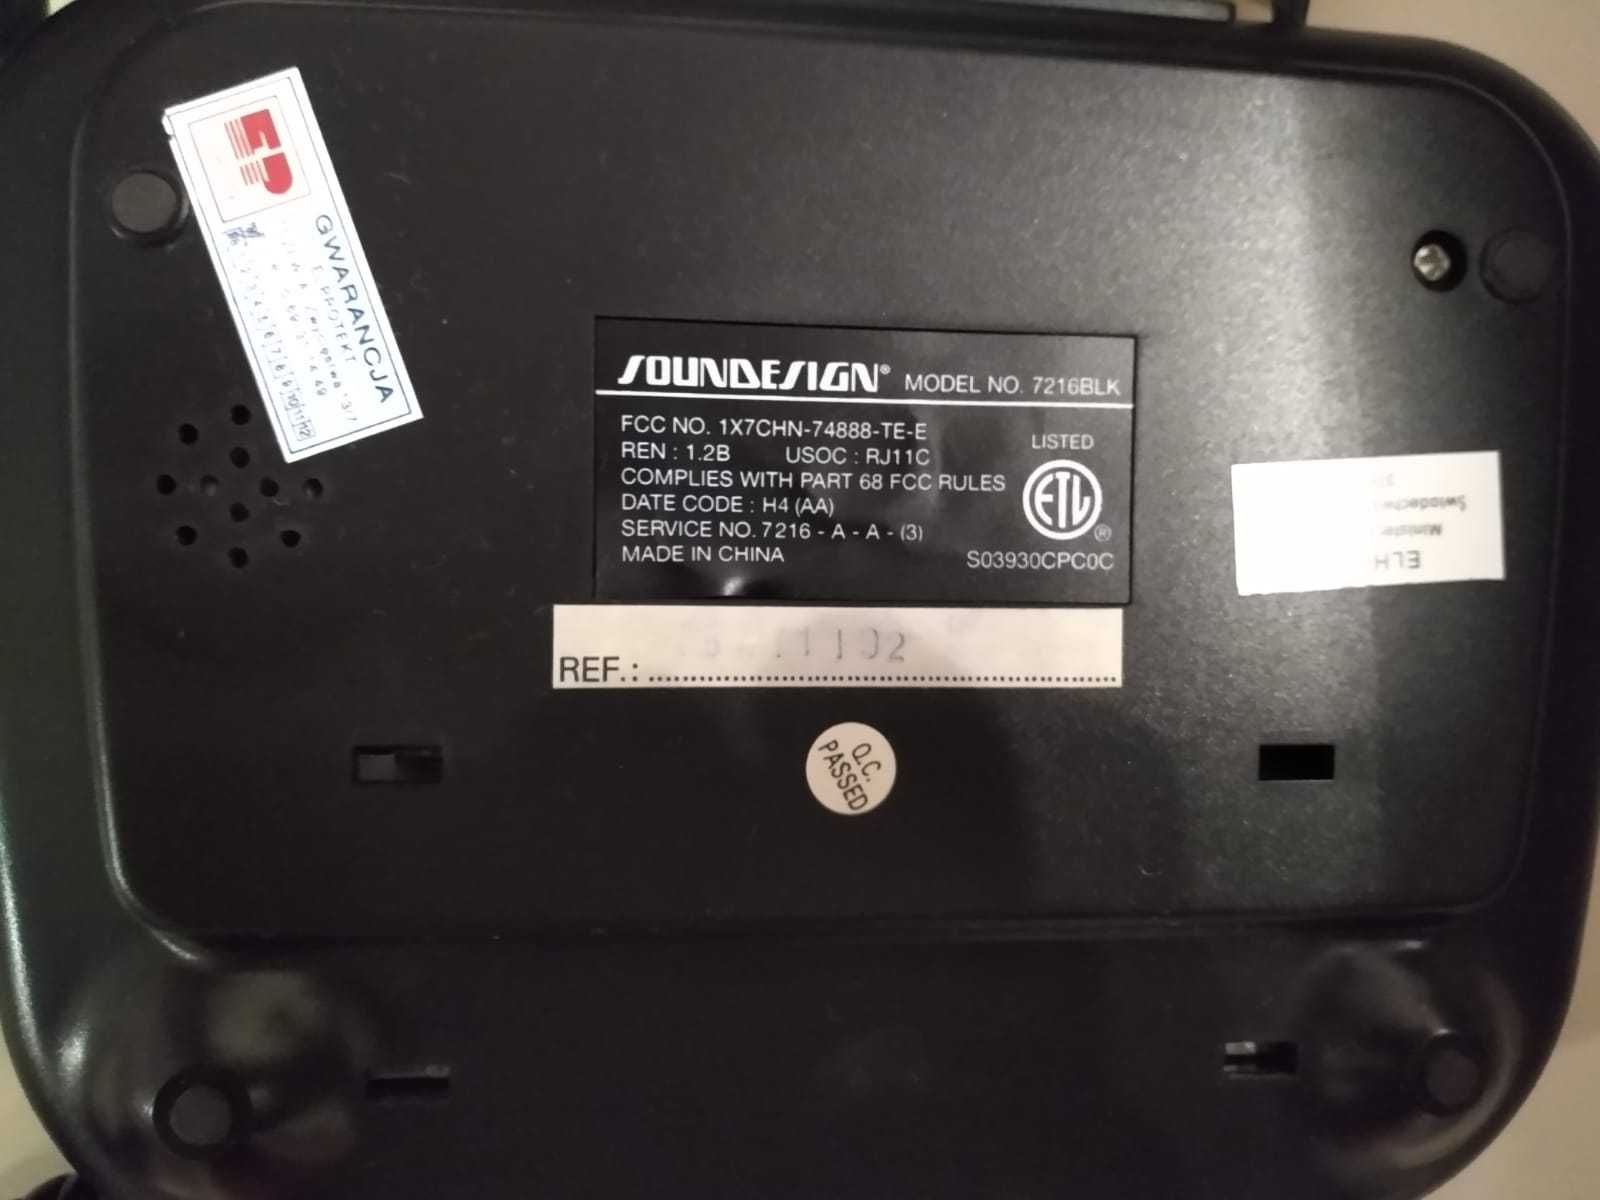 GWARANCJA
SOUNDESIGN® MODEL NO. 7216BLK
FCC NO. 1X7CHN-74888-TE-E
REN : 1.2B USOC : RJ11C
COMPLIES WITH PART 68 FCC RULES
DATE CODE : H4 (AA)
SERVICE NO. 7216 - A - A - (3)
MADE IN CHINA
LISTED
ETL ®
S03930CPC0C
REF. :
Q.C.
PASSED
ELH